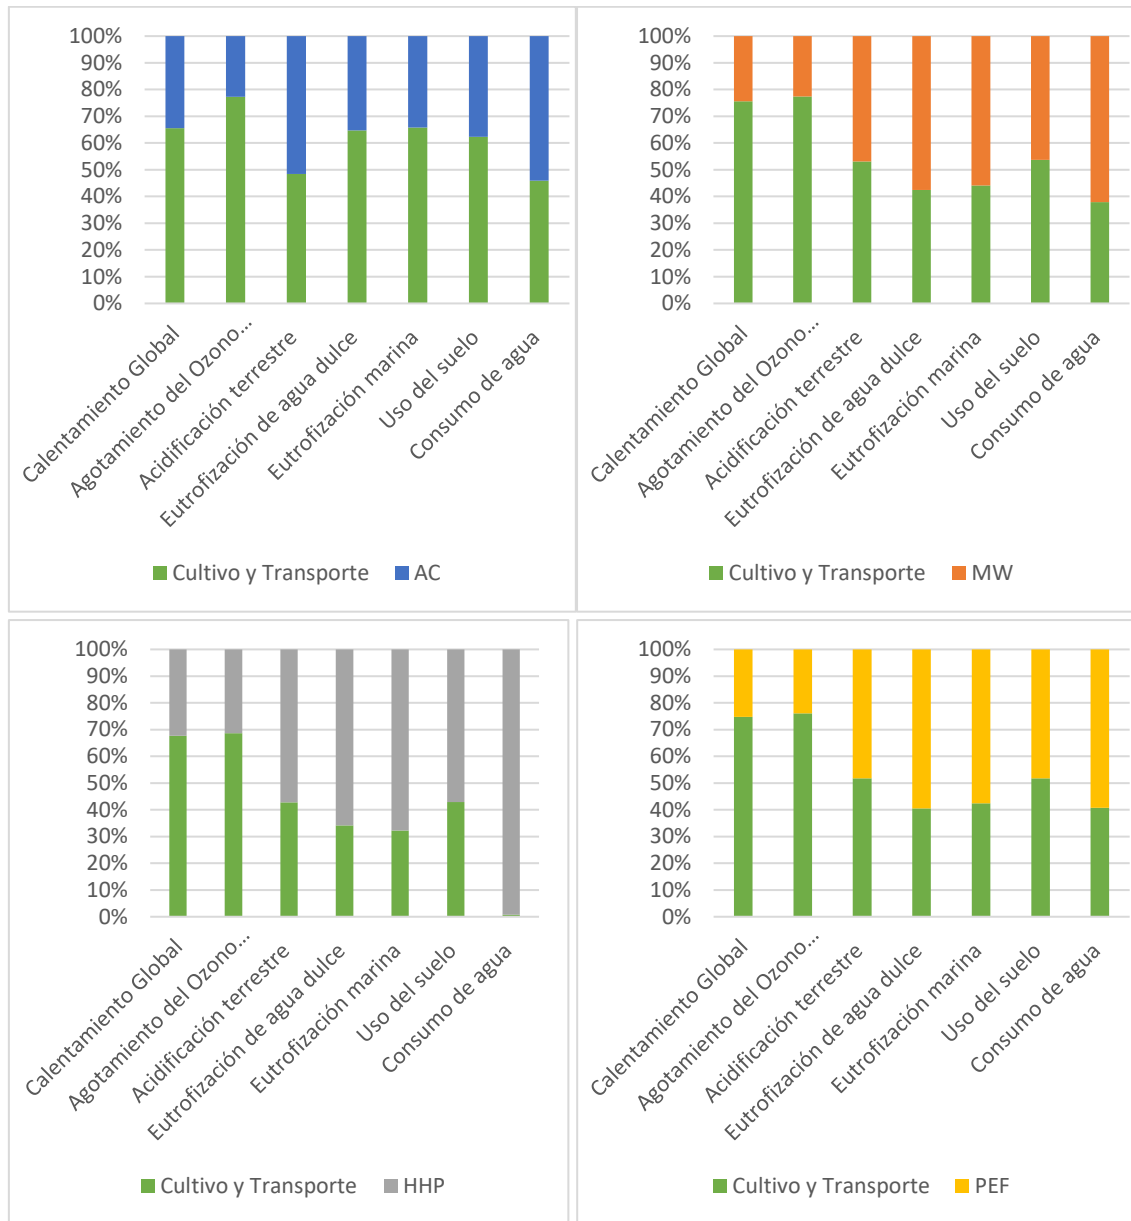 100%
90%
80%
70%
60%
50%
40%
30%
20%
10%
0%
Calentamiento Global
Agotamiento del Ozono...
Acidificación terrestre
Eutrofización de agua dulce
Eutrofización marina
Uso del suelo
Consumo de agua
Cultivo y Transporte AC
100%
90%
80%
70%
60%
50%
40%
30%
20%
10%
0%
Calentamiento Global
Agotamiento del Ozono...
Acidificación terrestre
Eutrofización de agua dulce
Eutrofización marina
Uso del suelo
Consumo de agua
Cultivo y Transporte MW
100%
90%
80%
70%
60%
50%
40%
30%
20%
10%
0%
Calentamiento Global
Agotamiento del Ozono...
Acidificación terrestre
Eutrofización de agua dulce
Eutrofización marina
Uso del suelo
Consumo de agua
Cultivo y Transporte HHP
100%
90%
80%
70%
60%
50%
40%
30%
20%
10%
0%
Calentamiento Global
Agotamiento del Ozono...
Acidificación terrestre
Eutrofización de agua dulce
Eutrofización marina
Uso del suelo
Consumo de agua
Cultivo y Transporte PEF